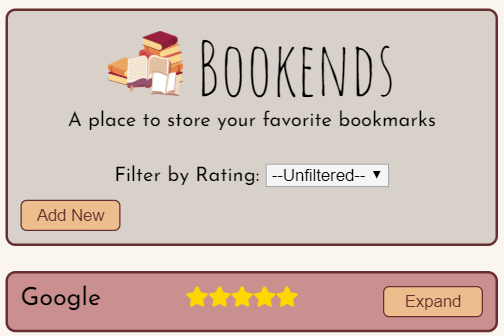 Bookends
A place to store your favorite bookmarks
Filter by Rating: --Unfiltered--
Add New
Google Expand